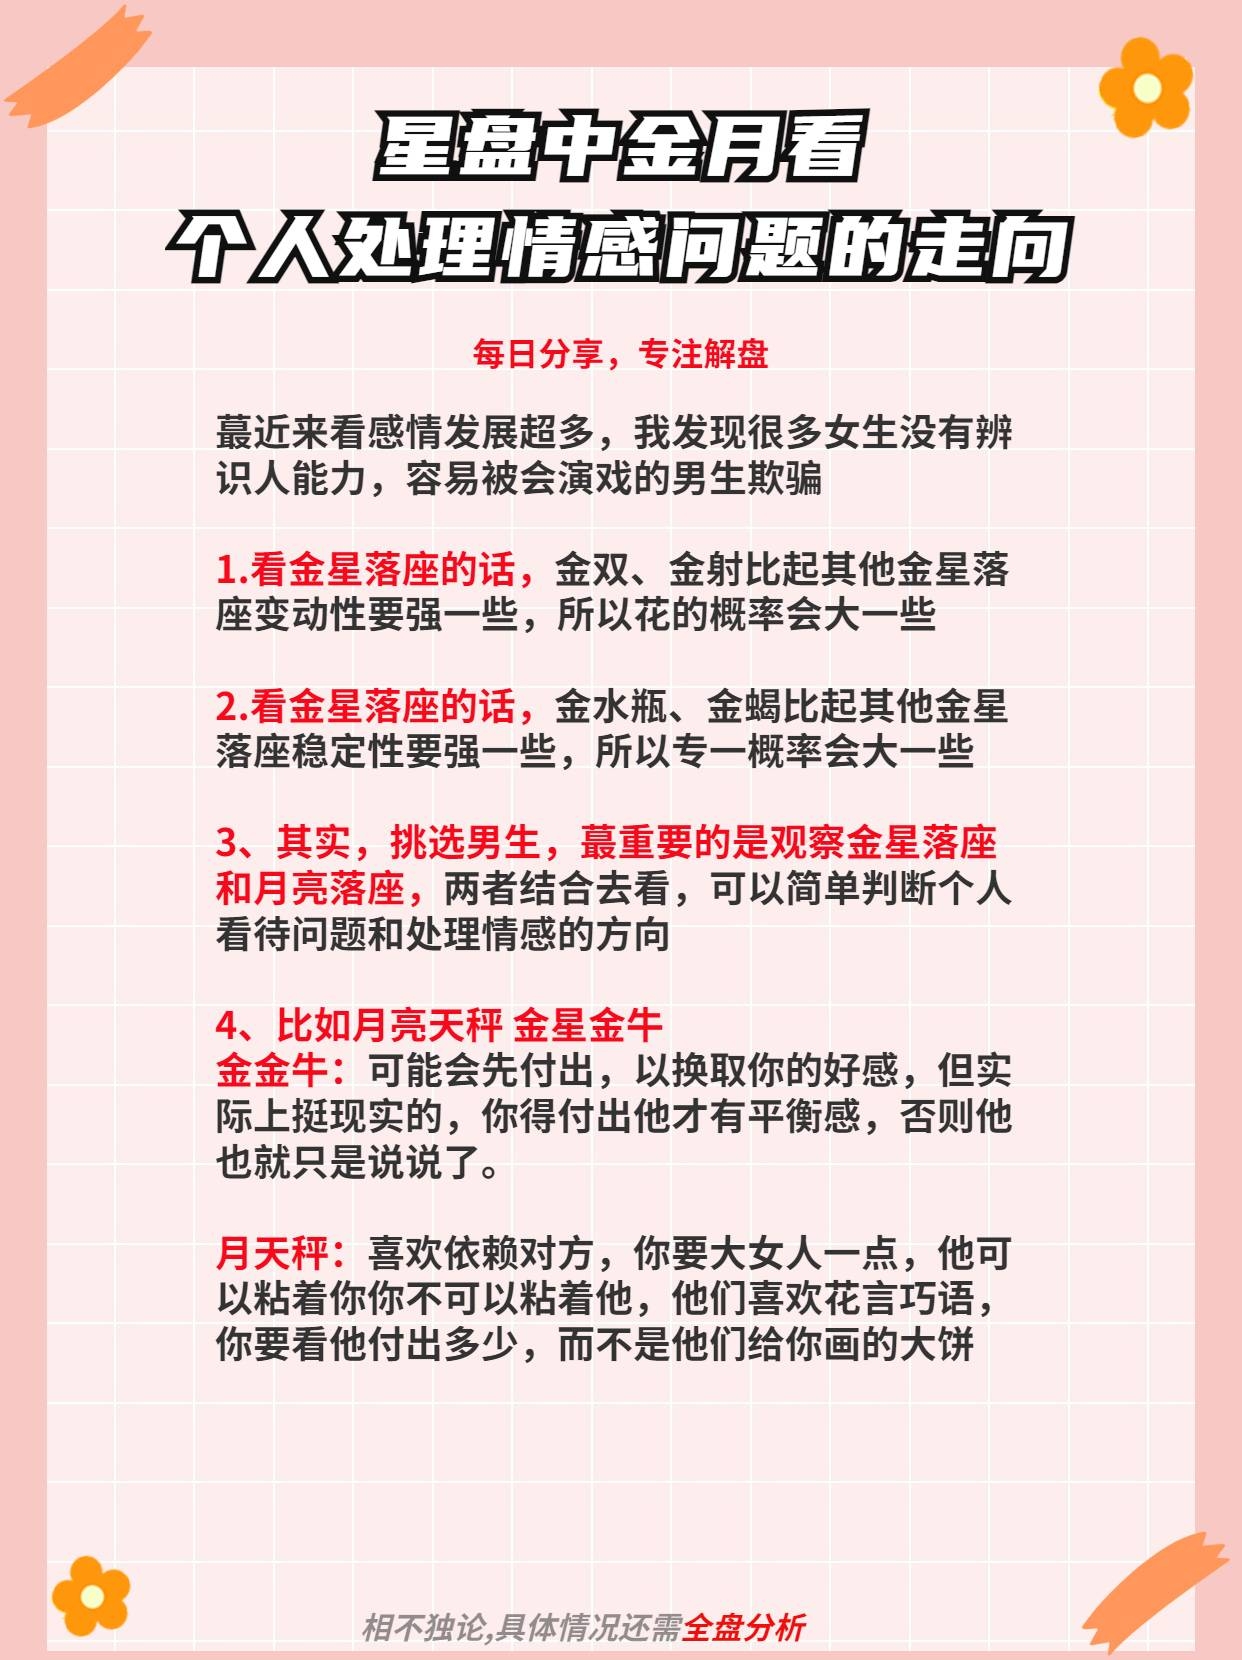 星盘中金月看
个人处理情感问题的走向
每日分享，专注解盘
蕞近来看感情发展超多，我发现很多女生没有辨
识人能力，容易被会演戏的男生欺骗
1.看金星落座的话，金双、金射比起其他金星落
座变动性要强一些，所以花的概率会大一些
2.看金星落座的话，金水瓶、金蝎比起其他金星
落座稳定性要强一些，所以专一概率会大一些
3、其实，挑选男生，蕞重要的是观察金星落座
和月亮落座，两者结合去看，可以简单判断个人
看待问题和处理情感的方向
4、比如月亮天秤 金星金牛
金金牛：可能会先付出，以换取你的好感，但实
际上挺现实的，你得付出他才有平衡感，否则他
也就只是说说了。
月天秤：喜欢依赖对方，你要大女人一点，他可
以粘着你你不可以粘着他，他们喜欢花言巧语，
你要看他付出多少，而不是他们给你画的大饼
相不独论,具体情况还需全盘分析